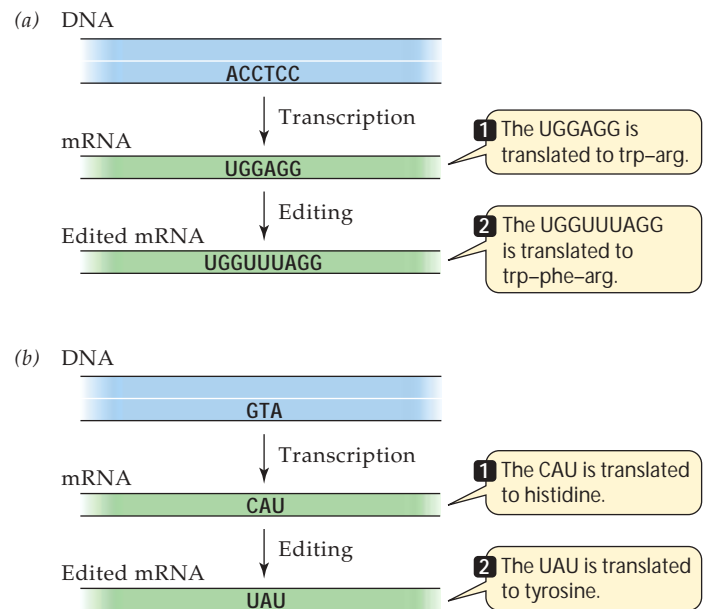 (a) DNA
ACCTCC
Transcription
mRNA
UGGAGG
1 The UGGAGG is
translated to trp–arg.
Editing
Edited mRNA
UGGUUUAGG
2 The UGGUUUAGG
is translated to
trp–phe–arg.
(b) DNA
GTA
Transcription
mRNA
CAU
1 The CAU is translated
to histidine.
Editing
Edited mRNA
UAU
2 The UAU is translated
to tyrosine.